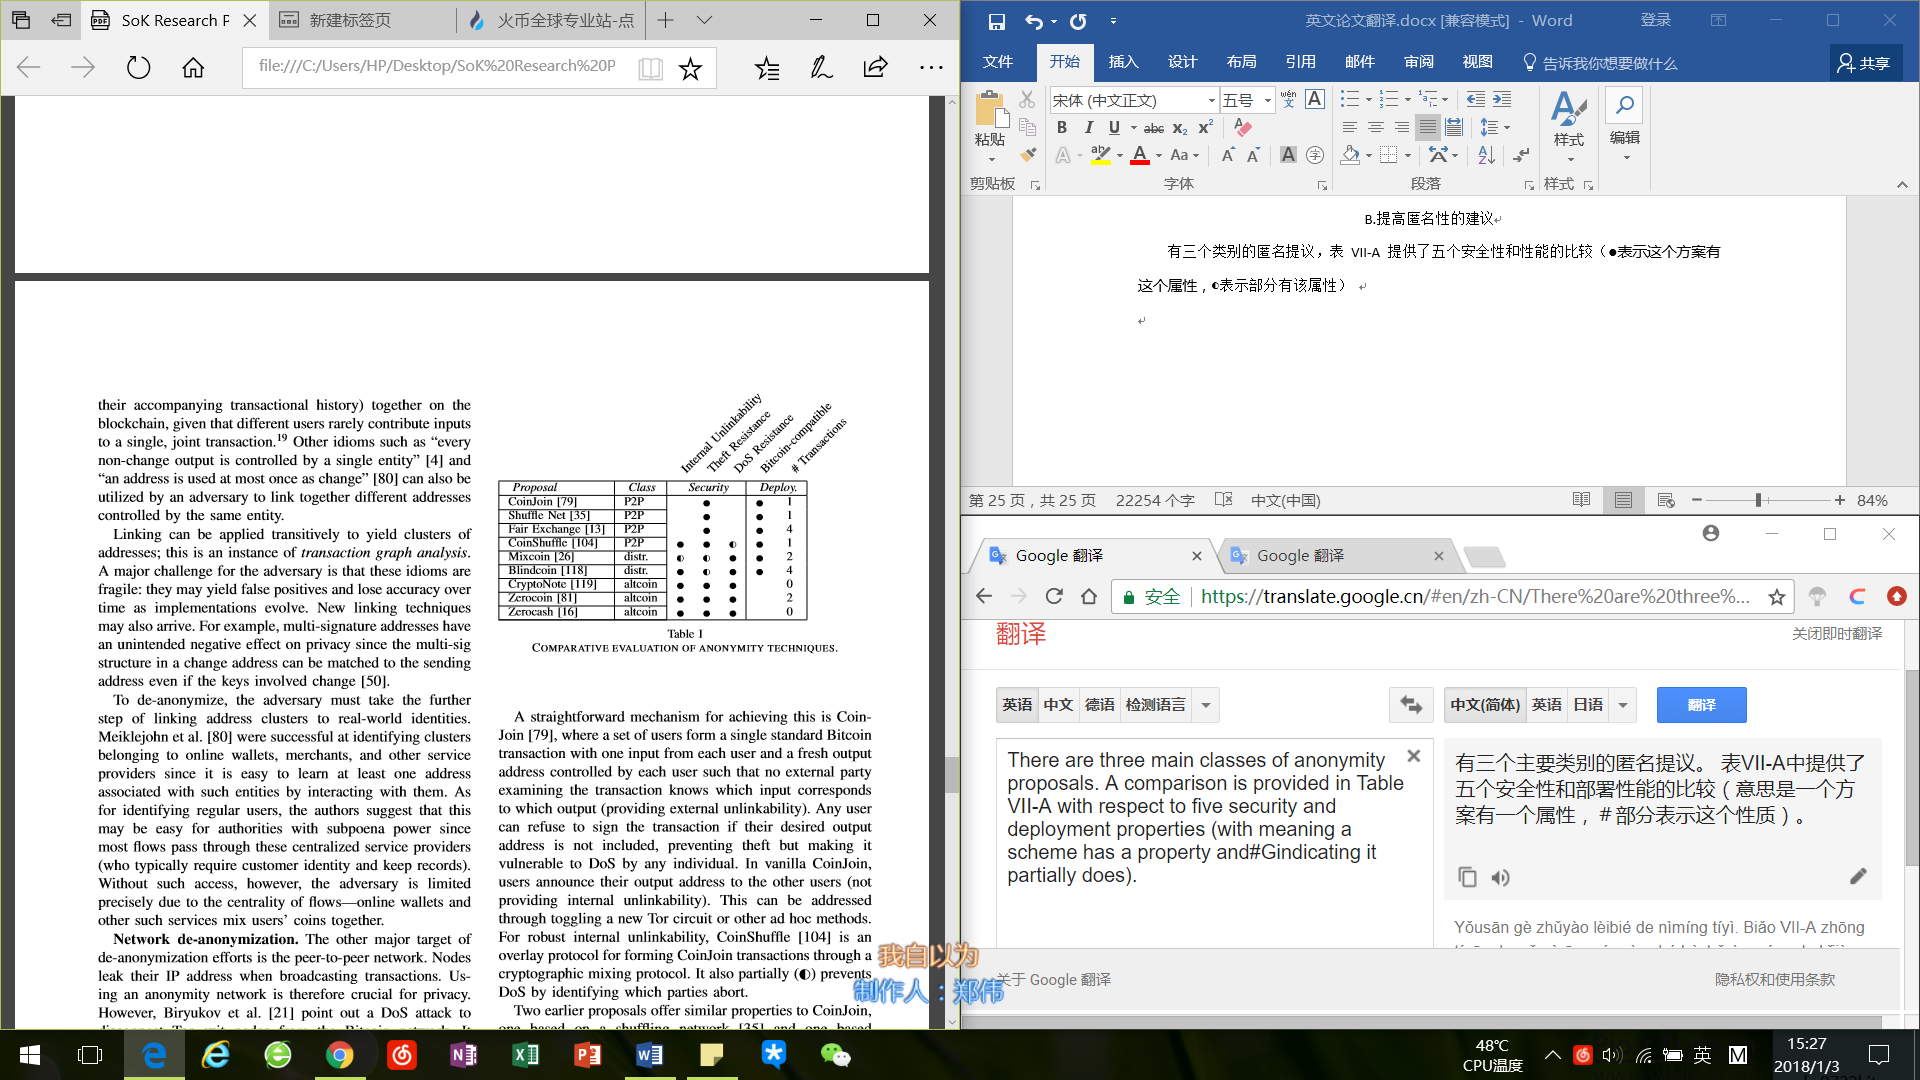 SoK Research P
新建标签页
火币全球专业站-点
file:///C:/Users/HP/Desktop/SoK%20Research%20P
their accompanying transactional history) together on the
blockchain, given that different users rarely contribute inputs
to a single, joint transaction.19 Other idioms such as “every
non-change output is controlled by a single entity” [4] and
“an address is used at most once as change” [80] can also be
utilized by an adversary to link together different addresses
controlled by the same entity.
Linking can be applied transitively to yield clusters of
addresses; this is an instance of transaction graph analysis.
A major challenge for the adversary is that these idioms are
fragile: they may yield false positives and lose accuracy over
time as implementations evolve. New linking techniques
may also arrive. For example, multi-signature addresses have
an unintended negative effect on privacy since the multi-sig
structure in a change address can be matched to the sending
address even if the keys involved change [50].
To de-anonymize, the adversary must take the further
step of linking address clusters to real-world identities.
Meiklejohn et al. [80] were successful at identifying clusters
belonging to online wallets, merchants, and other service
providers since it is easy to learn at least one address
associated with such entities by interacting with them. As
for identifying regular users, the authors suggest that this
may be easy for authorities with subpoena power since
most flows pass through these centralized service providers
(who typically require customer identity and keep records).
Without such access, however, the adversary is limited
precisely due to the centrality of flows—online wallets and
other such services mix users’ coins together.
Network de-anonymization. The other major target of
de-anonymization efforts is the peer-to-peer network. Nodes
leak their IP address when broadcasting transactions. Us-
ing an anonymity network is therefore crucial for privacy.
However, Biryukov et al. [21] point out a DoS attack to
Internal Unlinkability
Theft Resistance
DoS Resistance
Bitcoin-compatible
# Transactions
Proposal Class Security Deploy.
CoinJoin [79] P2P ● ● 1
Shuffle Net [35] P2P ● ● 1
Fair Exchange [13] P2P ● ● 4
CoinShuffle [104] P2P ● ● ◐ ● 1
Mixcoin [26] distr. ◐ ◐ ● ● 2
Blindcoin [118] distr. ● ◐ ● ● 4
CryptoNote [119] altcoin ● ● ● 0
Zerocoin [81] altcoin ● ● ● 2
Zerocash [16] altcoin ● ● ● 0
Table I
COMPARATIVE EVALUATION OF ANONYMITY TECHNIQUES.
A straightforward mechanism for achieving this is Coin-
Join [79], where a set of users form a single standard Bitcoin
transaction with one input from each user and a fresh output
address controlled by each user such that no external party
examining the transaction knows which input corresponds
to which output (providing external unlinkability). Any user
can refuse to sign the transaction if their desired output
address is not included, preventing theft but making it
vulnerable to DoS by any individual. In vanilla CoinJoin,
users announce their output address to the other users (not
providing internal unlinkability). This can be addressed
through toggling a new Tor circuit or other ad hoc methods.
For robust internal unlinkability, CoinShuffle [104] is an
overlay protocol for forming CoinJoin transactions through a
cryptographic mixing protocol. It also partially (◐) prevents
DoS by identifying which parties abort.
Two earlier proposals offer similar properties to CoinJoin,
one based on a shuffling network [35] and one based
我自以为
制作人：郑伟
英文论文翻译.docx [兼容模式] - Word
登录
文件 开始 插入 设计 布局 引用 邮件 审阅 视图 告诉我你想要做什么 共享
粘贴
宋体 (中文正文) 五号 wén 文 A
B I U abc X₂ X²
A ab A Aa A A A 字
样式
编辑
剪贴板 字体 段落 样式
B.提高匿名性的建议
有三个类别的匿名提议，表 VII-A 提供了五个安全性和性能的比较（●表示这个方案有
这个属性，◐表示部分有该属性）
第 25 页，共 25 页 22254 个字 中文(中国) 84%
Google 翻译
Google 翻译
安全 https://translate.google.cn/#en/zh-CN/There%20are%20three%...
翻译
关闭即时翻译
英语 中文 德语 检测语言
中文(简体) 英语 日语 翻译
There are three main classes of anonymity
proposals. A comparison is provided in Table
VII-A with respect to five security and
deployment properties (with meaning a
scheme has a property and#Gindicating it
partially does).
有三个主要类别的匿名提议。 表VII-A中提供了
五个安全性和部署性能的比较（意思是一个方
案有一个属性，＃部分表示这个性质）。
Yǒusān gè zhǔyào lèibié de nìmíng tíyì. Biǎo VII-A zhōng
关于 Google 翻译
隐私权和使用条款
48℃
CPU温度
英
M
15:27
2018/1/3